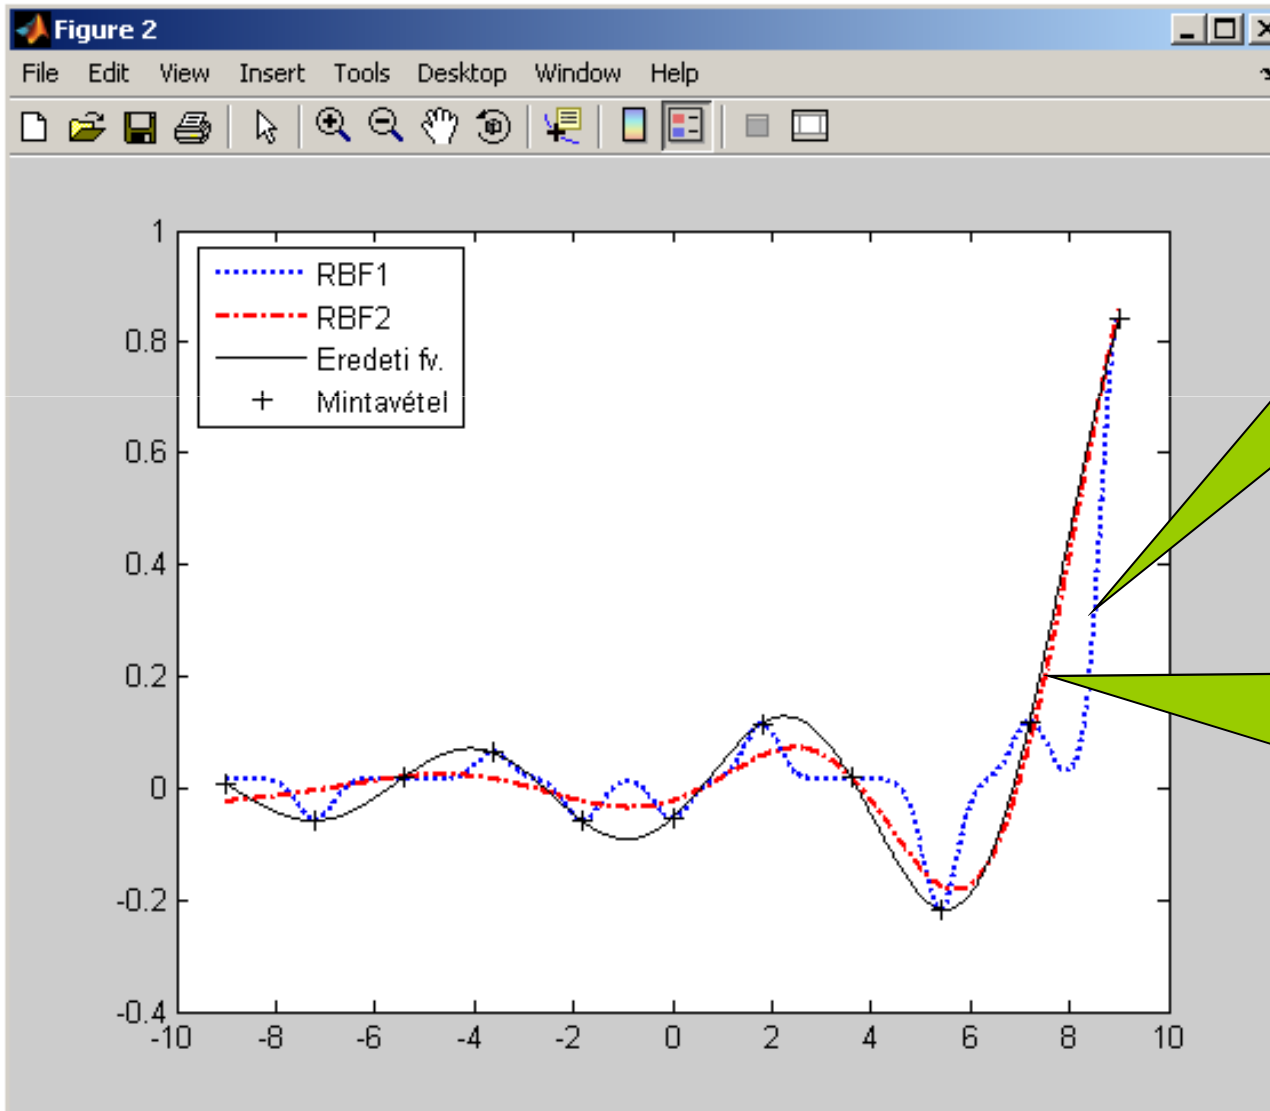 Figure 2
File Edit View Insert Tools Desktop Window Help
1
0.8
0.6
0.4
0.2
0
-0.2
-0.4
RBF1
RBF2
Eredeti fv.
Mintavétel
-10 -8 -6 -4 -2 0 2 4 6 8 10